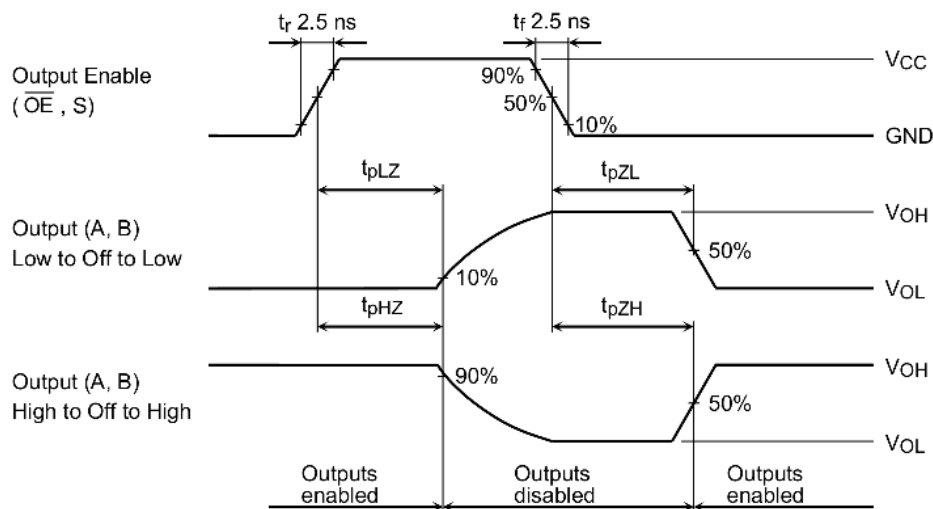 tr 2.5 ns
tf 2.5 ns
Output Enable
( OE , S)
90%
50%
10%
VCC
GND
tpLZ
tpZL
Output (A, B)
Low to Off to Low
10%
50%
VOH
VOL
tpHZ
tpZH
Output (A, B)
High to Off to High
90%
50%
VOH
VOL
Outputs
enabled
Outputs
disabled
Outputs
enabled